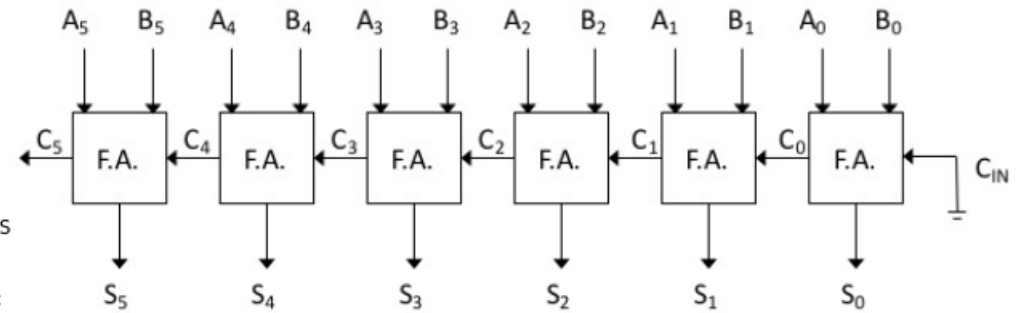 A₅ B₅ A₄ B₄ A₃ B₃ A₂ B₂ A₁ B₁ A₀ B₀
C₅ F.A. C₄ F.A. C₃ F.A. C₂ F.A. C₁ F.A. C₀ F.A. C_IN
S
S₅ S₄ S₃ S₂ S₁ S₀